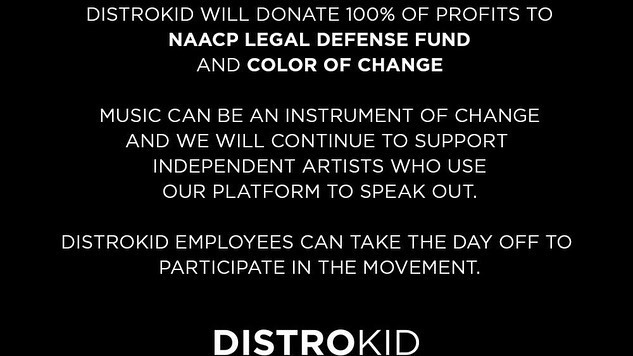 DISTROKID WILL DONATE 100% OF PROFITS TO
NAACP LEGAL DEFENSE FUND
AND COLOR OF CHANGE
MUSIC CAN BE AN INSTRUMENT OF CHANGE
AND WE WILL CONTINUE TO SUPPORT
INDEPENDENT ARTISTS WHO USE
OUR PLATFORM TO SPEAK OUT.
DISTROKID EMPLOYEES CAN TAKE THE DAY OFF TO
PARTICIPATE IN THE MOVEMENT.
DISTROKID